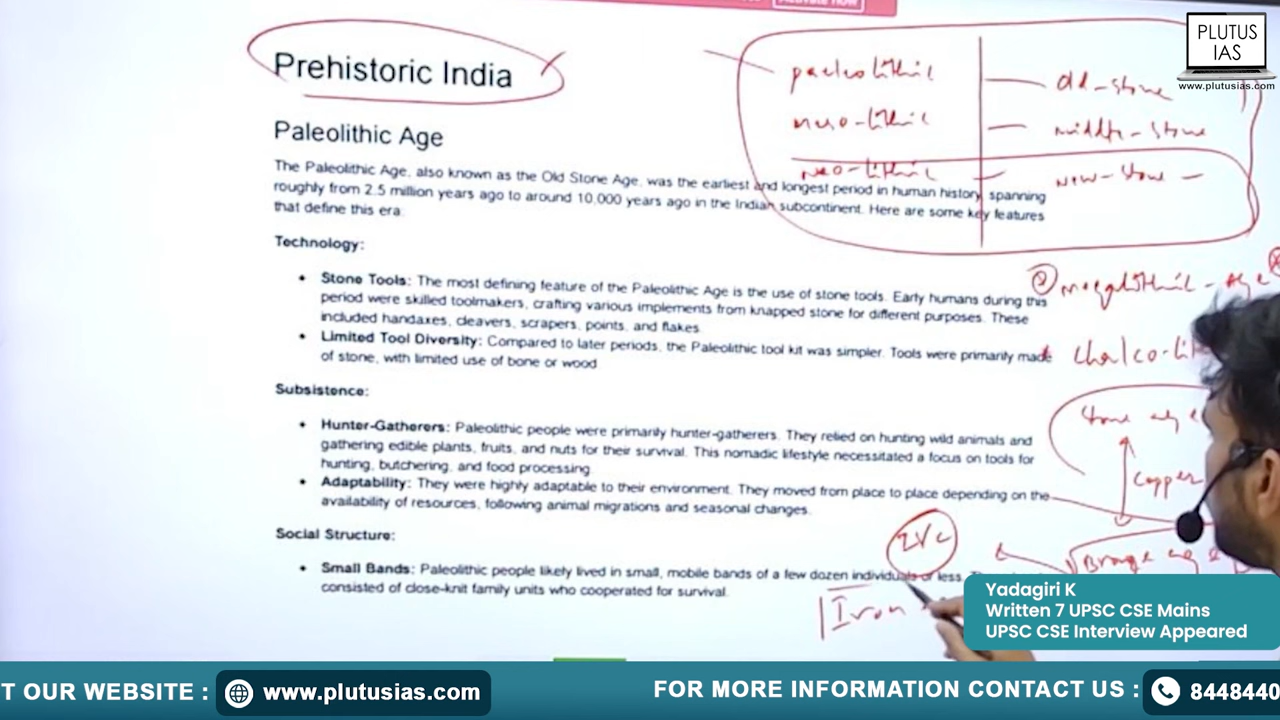 PLUTUS
IAS
www.plutusias.com
Prehistoric India
paleolithic
old-stone
meso-lithic
middle-stone
Neo-lithic
new-stone
Paleolithic Age
The Paleolithic Age, also known as the Old Stone Age, was the earliest and longest period in human history, spanning
roughly from 2.5 million years ago to around 10,000 years ago in the Indian subcontinent. Here are some key features
that define this era.
Technology:
• Stone Tools: The most defining feature of the Paleolithic Age is the use of stone tools. Early humans during this
period were skilled toolmakers, crafting various implements from knapped stone for different purposes. These
included handaxes, cleavers, scrapers, points, and flakes.
• Limited Tool Diversity: Compared to later periods, the Paleolithic tool kit was simpler. Tools were primarily made
of stone, with limited use of bone or wood
Subsistence:
• Hunter-Gatherers: Paleolithic people were primarily hunter-gatherers. They relied on hunting wild animals and
gathering edible plants, fruits, and nuts for their survival. This nomadic lifestyle necessitated a focus on tools for
hunting, butchering, and food processing.
• Adaptability: They were highly adaptable to their environment. They moved from place to place depending on the
availability of resources, following animal migrations and seasonal changes.
Social Structure:
• Small Bands: Paleolithic people likely lived in small, mobile bands of a few dozen individuals or less.
consisted of close-knit family units who cooperated for survival.
Age
chalco-
stone age
copper
Bronze age
IVC
Iron
Yadagiri K
Written 7 UPSC CSE Mains
UPSC CSE Interview Appeared
T OUR WEBSITE : www.plutusias.com
FOR MORE INFORMATION CONTACT US : 8448440